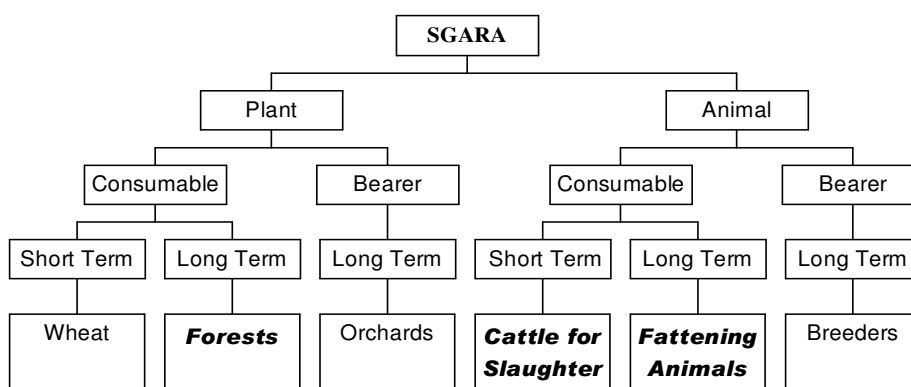 SGARA
Plant Animal
Consumable Bearer Consumable Bearer
Short Term Long Term Long Term Short Term Long Term Long Term
Wheat Forests Orchards Cattle for Fattening Breeders
Slaughter Animals